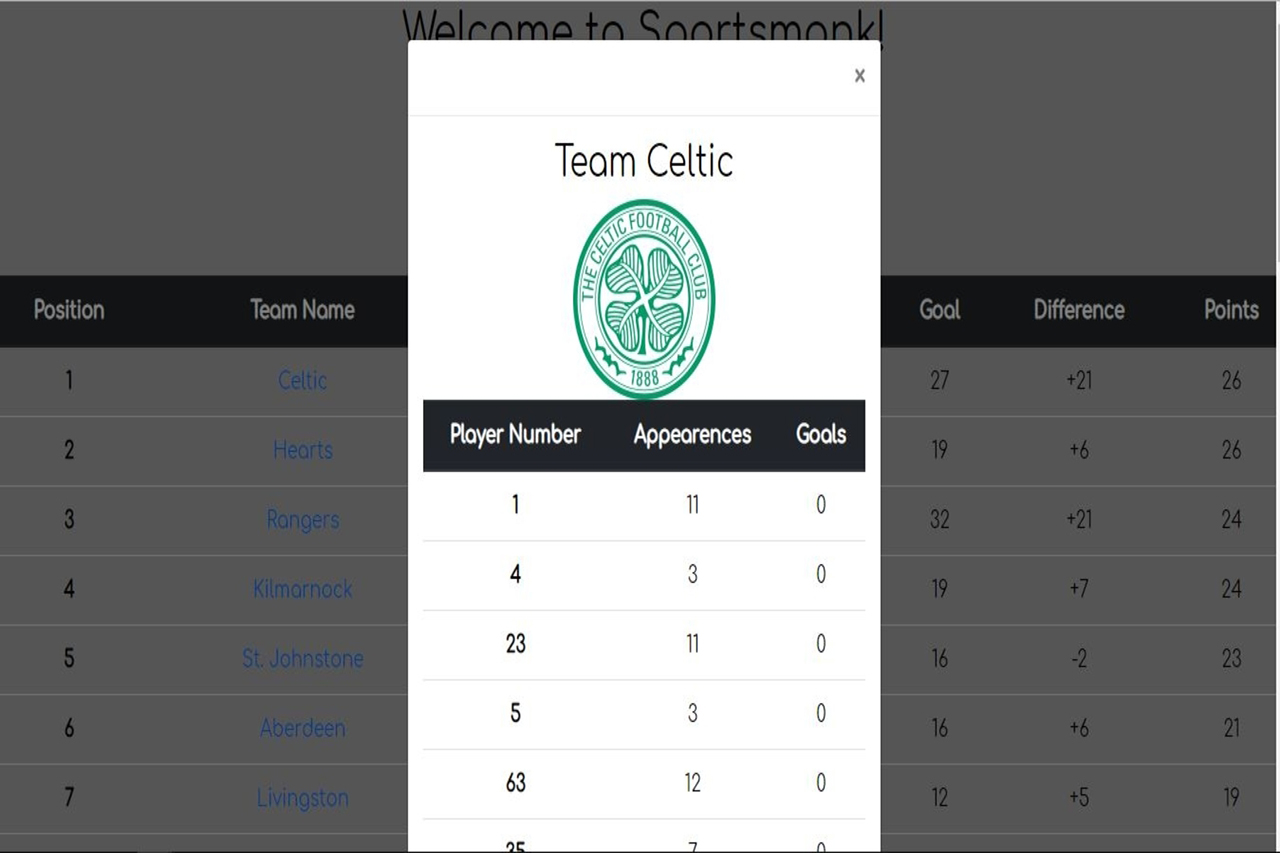 Welcome to Sportsmonk!
×
Team Celtic
THE CELTIC FOOTBALL CLUB
1888
Position Team Name Goal Difference Points
Player Number Appearences Goals
1 Celtic 27 +21 26
2 Hearts 19 +6 26
3 Rangers 32 +21 24
4 Kilmarnock 19 +7 24
5 St. Johnstone 16 -2 23
6 Aberdeen 16 +6 21
7 Livingston 12 +5 19
1 11 0
4 3 0
23 11 0
5 3 0
63 12 0
35 7 0